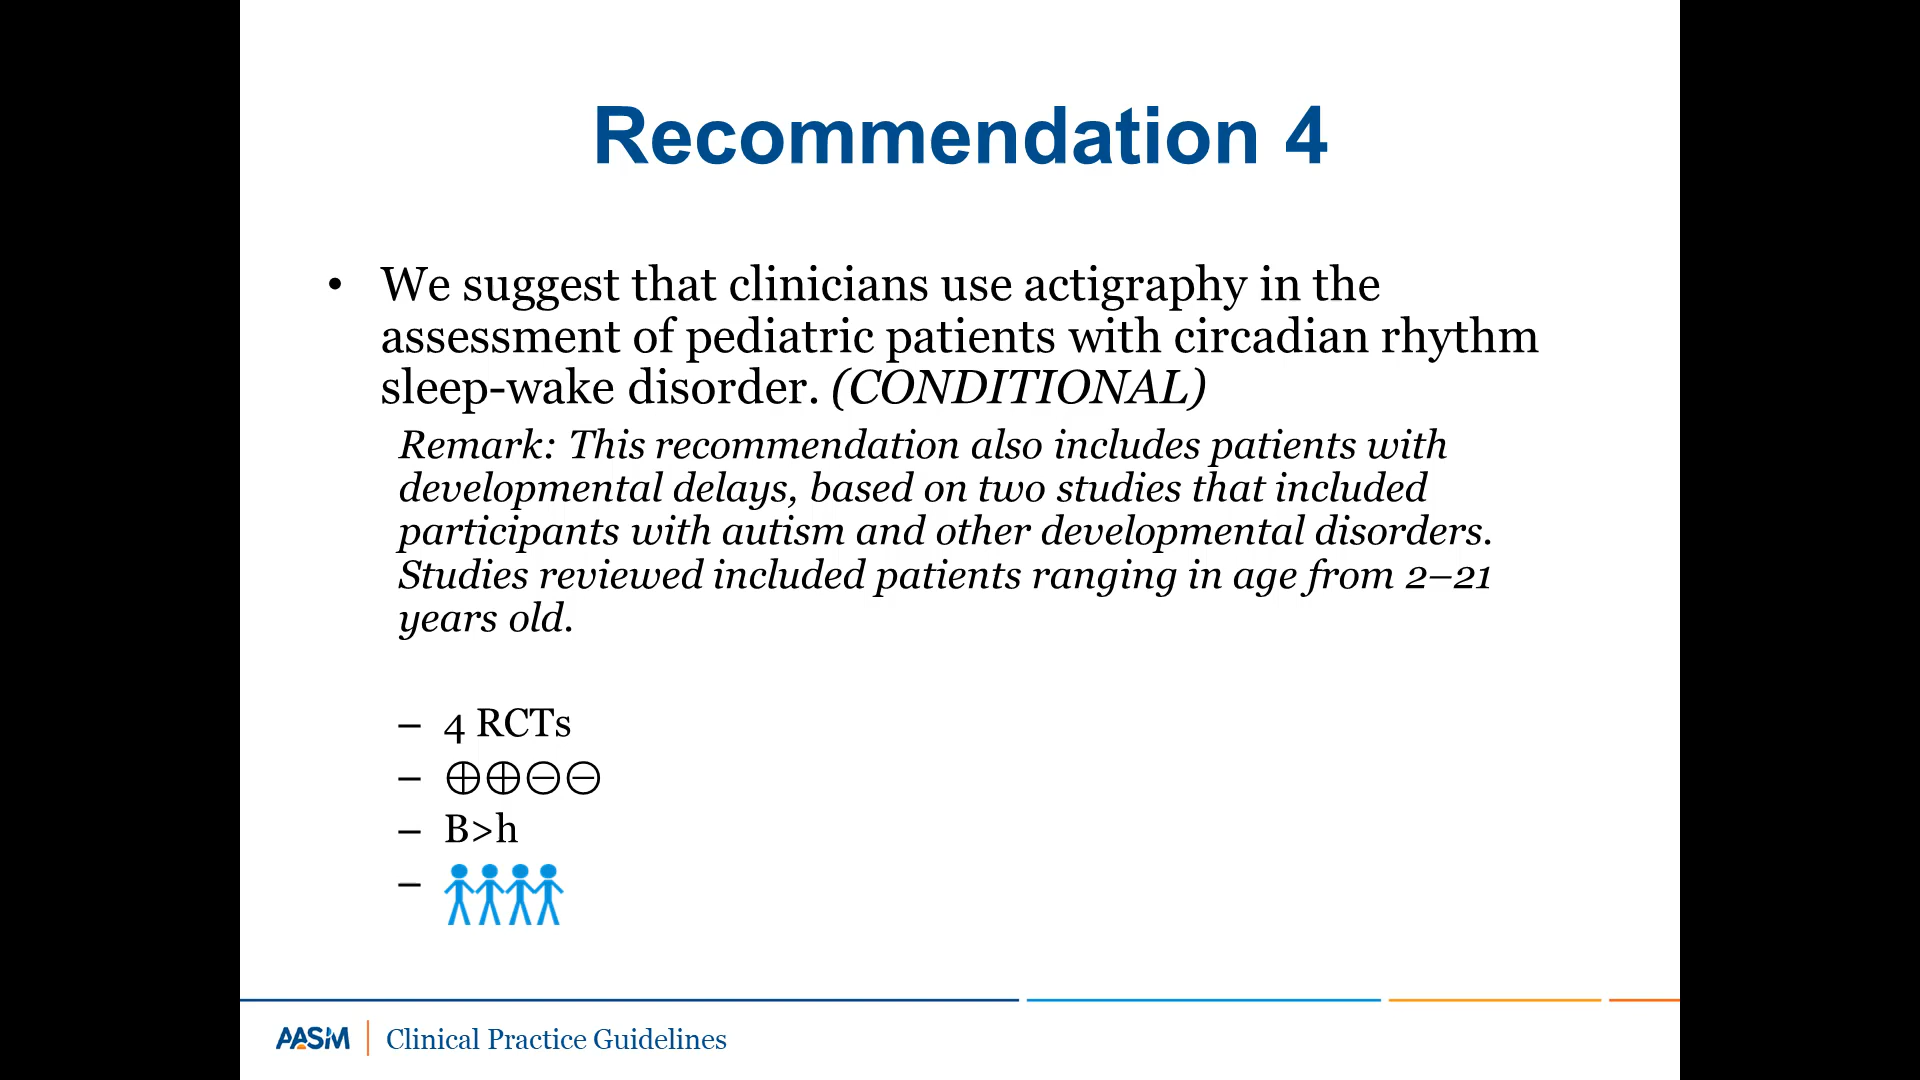 Recommendation 4
• We suggest that clinicians use actigraphy in the
assessment of pediatric patients with circadian rhythm
sleep-wake disorder. (CONDITIONAL)
Remark: This recommendation also includes patients with
developmental delays, based on two studies that included
participants with autism and other developmental disorders.
Studies reviewed included patients ranging in age from 2–21
years old.
– 4 RCTs
– ⊕⊕⊖⊖
– B>h
–
AASM | Clinical Practice Guidelines